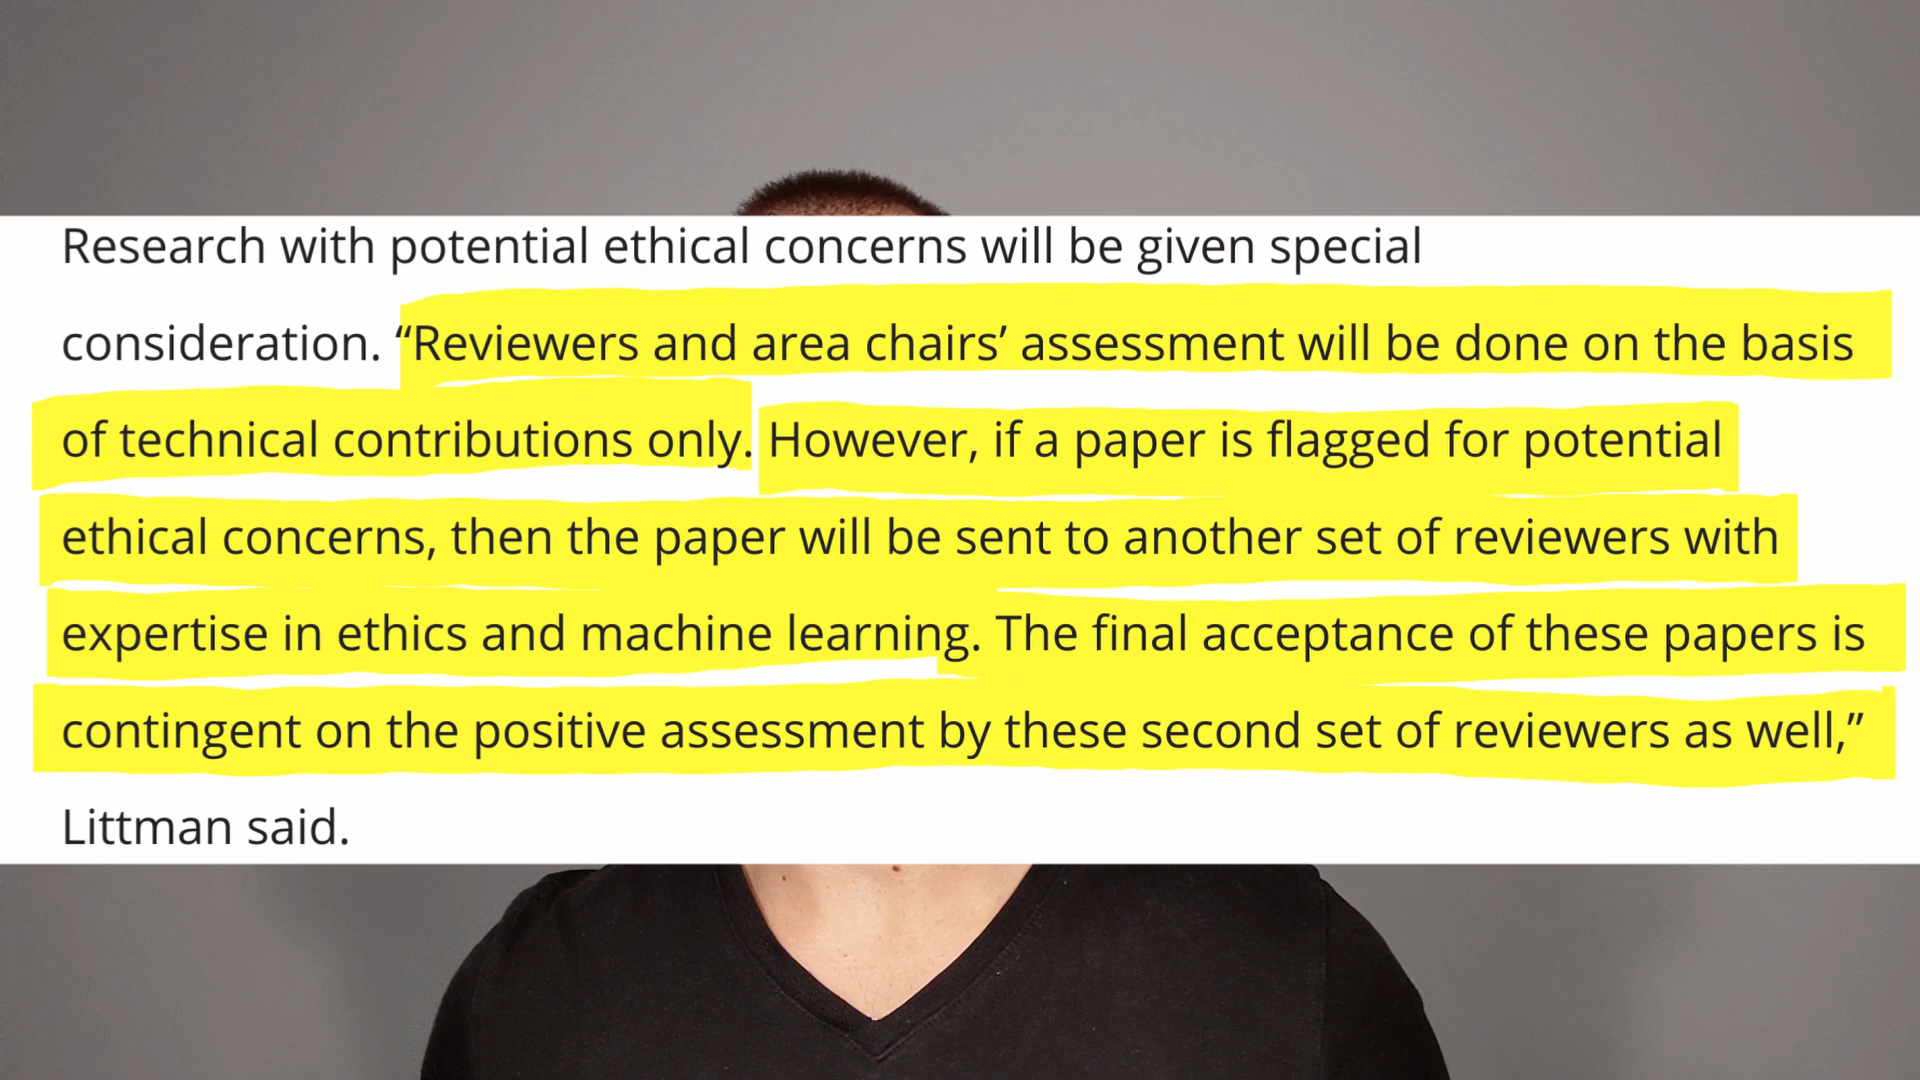 Research with potential ethical concerns will be given special
consideration. “Reviewers and area chairs’ assessment will be done on the basis
of technical contributions only. However, if a paper is flagged for potential
ethical concerns, then the paper will be sent to another set of reviewers with
expertise in ethics and machine learning. The final acceptance of these papers is
contingent on the positive assessment by these second set of reviewers as well,”
Littman said.